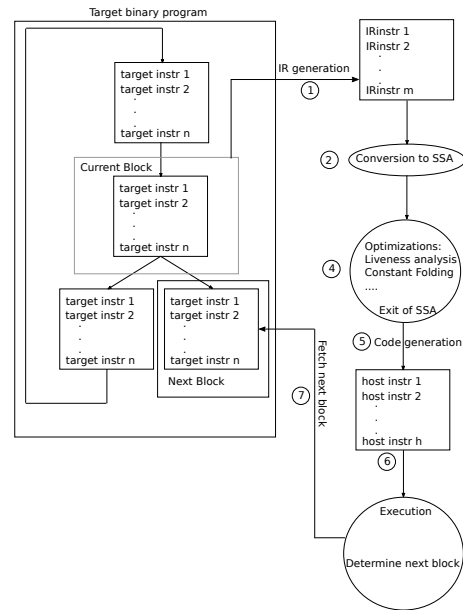 Target binary program
target instr 1
target instr 2
.
.
.
target instr n
Current Block
target instr 1
target instr 2
.
.
.
target instr n
target instr 1
target instr 2
.
.
.
target instr n
target instr 1
target instr 2
.
.
.
target instr n
Next Block
IR generation
1
IRinstr 1
IRinstr 2
.
.
.
IRinstr m
2
Conversion to SSA
4
Optimizations:
Liveness analysis
Constant Folding
....
Exit of SSA
5 Code generation
host instr 1
host instr 2
.
.
.
host instr h
6
Execution
Determine next block
7
Fetch next block